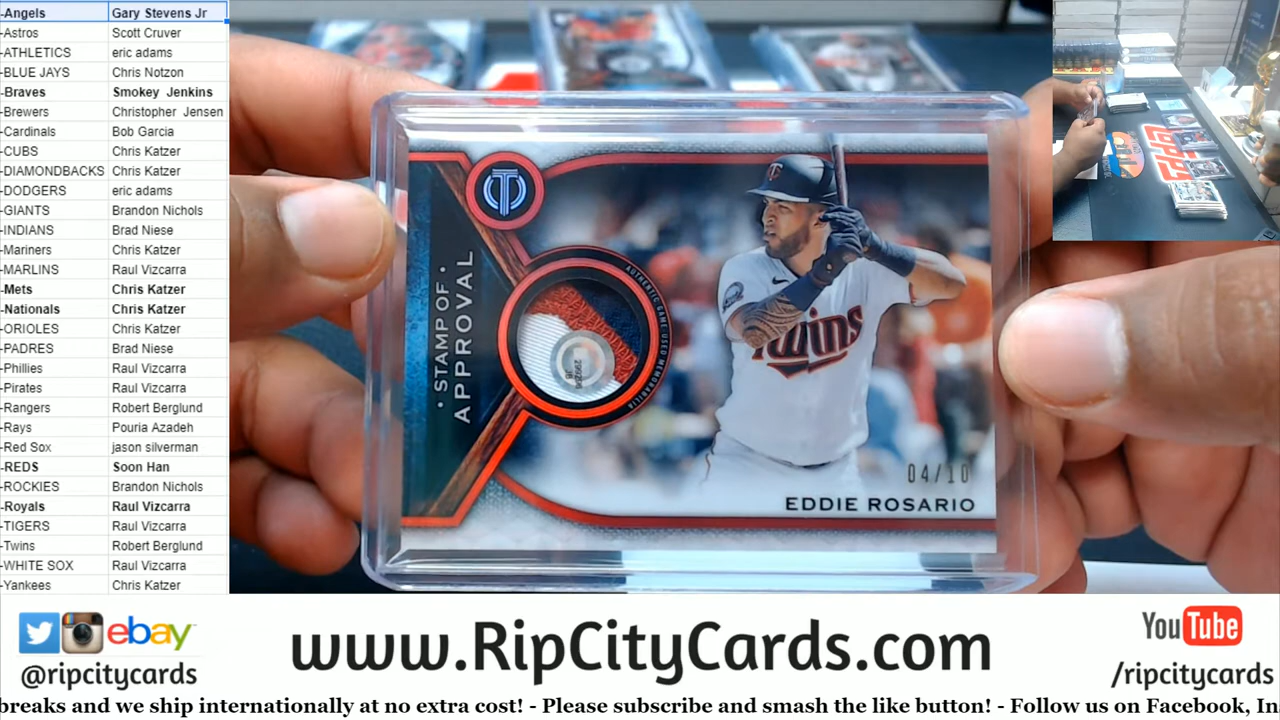 -Angels Gary Stevens Jr
-Astros Scott Cruver
-ATHLETICS eric adams
-BLUE JAYS Chris Notzon
-Braves Smokey Jenkins
-Brewers Christopher Jensen
-Cardinals Bob Garcia
-CUBS Chris Katzer
-DIAMONDBACKS Chris Katzer
-DODGERS eric adams
-GIANTS Brandon Nichols
-INDIANS Brad Niese
-Mariners Chris Katzer
-MARLINS Raul Vizcarra
-Mets Chris Katzer
-Nationals Chris Katzer
-ORIOLES Chris Katzer
-PADRES Brad Niese
-Phillies Raul Vizcarra
-Pirates Raul Vizcarra
-Rangers Robert Berglund
-Rays Pouria Azadeh
-Red Sox jason silverman
-REDS Soon Han
-ROCKIES Brandon Nichols
-Royals Raul Vizcarra
-TIGERS Raul Vizcarra
-Twins Robert Berglund
-WHITE SOX Raul Vizcarra
-Yankees Chris Katzer
• STAMP OF •
APPROVAL
AUTHENTIC GAME USED MEMORABILIA
Twins
04/10
EDDIE ROSARIO
topps
ebay
@ripcitycards
www.RipCityCards.com
YouTube
/ripcitycards
breaks and we ship internationally at no extra cost! - Please subscribe and smash the like button! - Follow us on Facebook, In